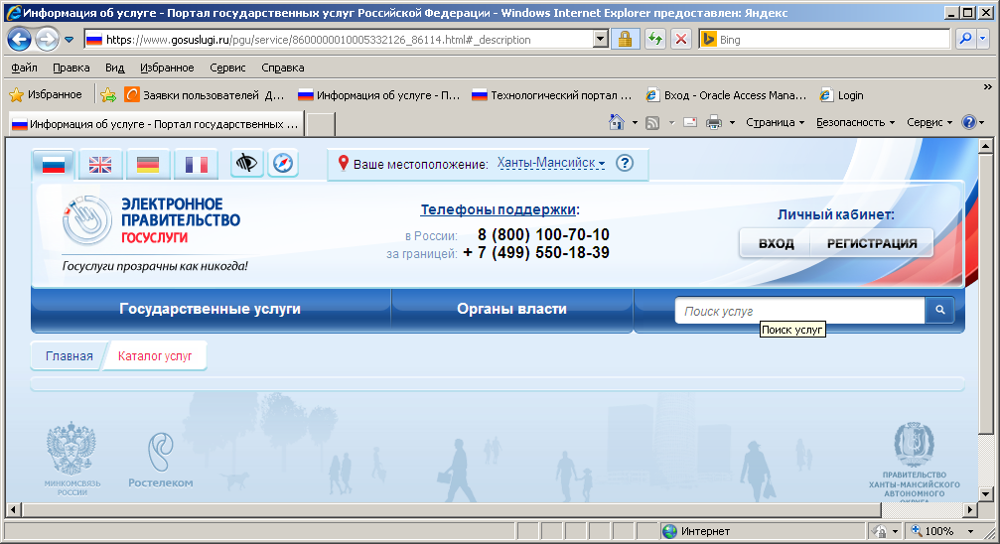 Информация об услуге - Портал государственных услуг Российской Федерации - Windows Internet Explorer предоставлен: Яндекс
https://www.gosuslugi.ru/pgu/service/8600000010005332126_86114.html#_description
Bing
Файл Правка Вид Избранное Сервис Справка
Избранное Заявки пользователей Д... Информация об услуге - П... Технологический портал ... Вход - Oracle Access Mana... Login
Информация об услуге - Портал государственных ...
Страница Безопасность Сервис
Ваше местоположение: Ханты-Мансийск
ЭЛЕКТРОННОЕ
ПРАВИТЕЛЬСТВО
ГОСУСЛУГИ
Госуслуги прозрачны как никогда!
Телефоны поддержки:
в России: 8 (800) 100-70-10
за границей: + 7 (499) 550-18-39
Личный кабинет:
ВХОД РЕГИСТРАЦИЯ
Государственные услуги Органы власти Поиск услуг
Поиск услуг
Главная Каталог услуг
МИНКОМСВЯЗЬ
РОССИИ
Ростелеком
ПРАВИТЕЛЬСТВО
ХАНТЫ-МАНСИЙСКОГО
АВТОНОМНОГО
ОКРУГА
Интернет 100%